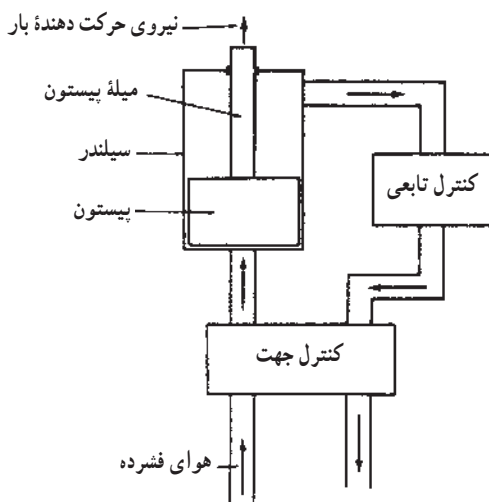 نیروی حرکت دهندهٔ بار
میلهٔ پیستون
سیلندر
پیستون
کنترل تابعی
کنترل جهت
هوای فشرده